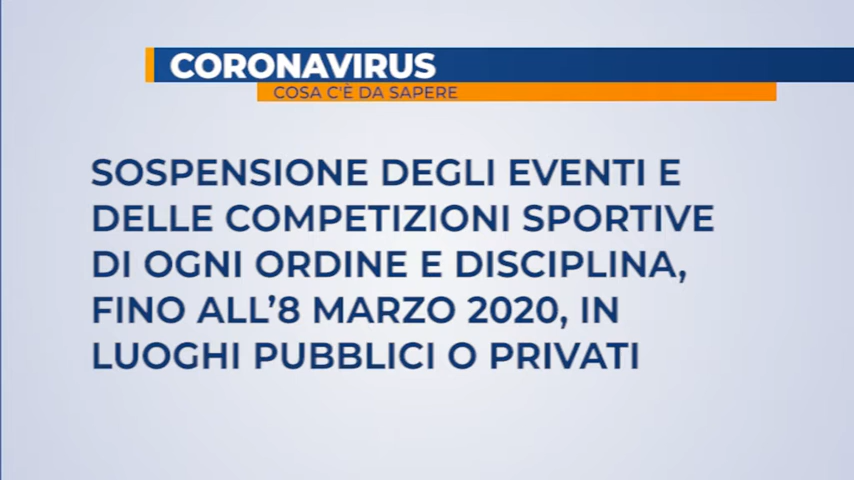 CORONAVIRUS
COSA C'È DA SAPERE
SOSPENSIONE DEGLI EVENTI E
DELLE COMPETIZIONI SPORTIVE
DI OGNI ORDINE E DISCIPLINA,
FINO ALL’8 MARZO 2020, IN
LUOGHI PUBBLICI O PRIVATI